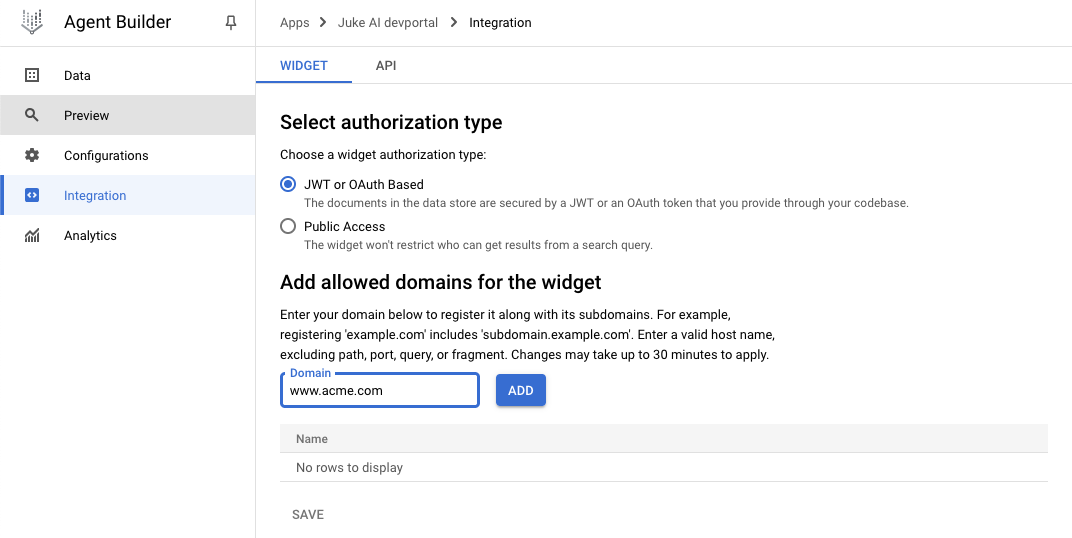 Agent Builder
Apps > Juke AI devportal > Integration
Data
Preview
Configurations
Integration
Analytics
WIDGET API
Select authorization type
Choose a widget authorization type:
JWT or OAuth Based
The documents in the data store are secured by a JWT or an OAuth token that you provide through your codebase.
Public Access
The widget won't restrict who can get results from a search query.
Add allowed domains for the widget
Enter your domain below to register it along with its subdomains. For example,
registering 'example.com' includes 'subdomain.example.com'. Enter a valid host name,
excluding path, port, query, or fragment. Changes may take up to 30 minutes to apply.
Domain
www.acme.com ADD
Name
No rows to display
SAVE